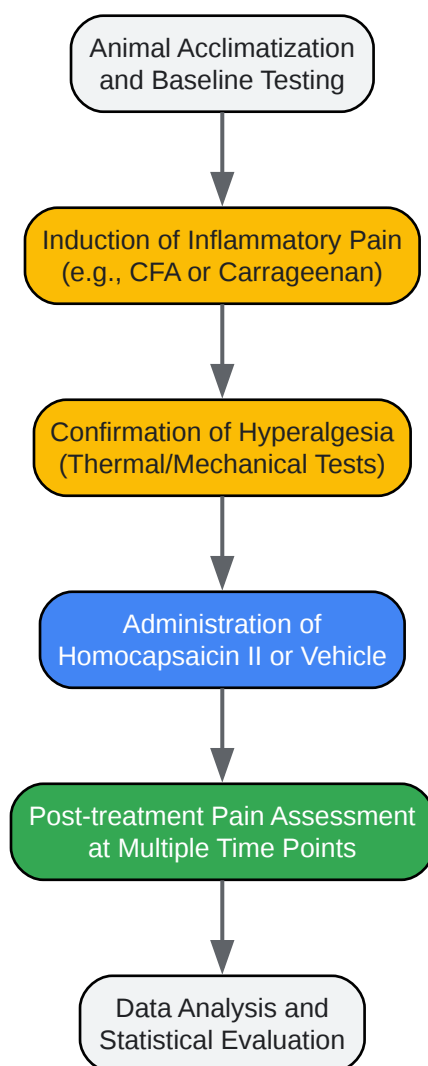 Animal Acclimatization
and Baseline Testing
Induction of Inflammatory Pain
(e.g., CFA or Carrageenan)
Confirmation of Hyperalgesia
(Thermal/Mechanical Tests)
Administration of
Homocapsaicin II or Vehicle
Post-treatment Pain Assessment
at Multiple Time Points
Data Analysis and
Statistical Evaluation